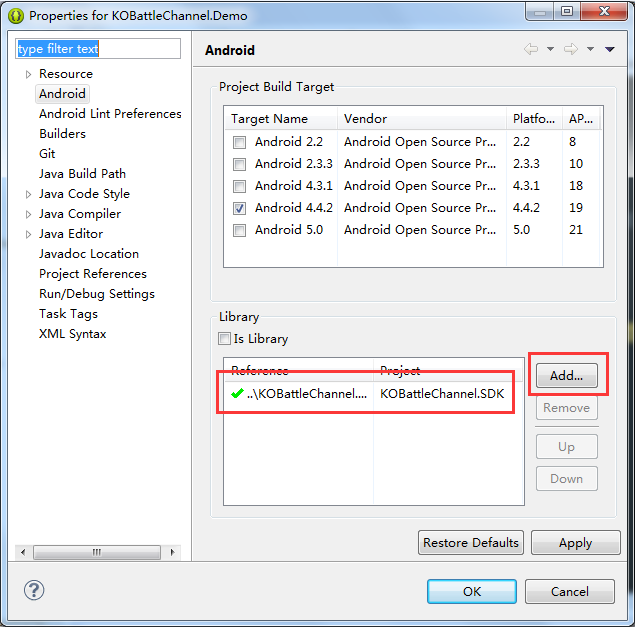 Properties for KOBattleChannel.Demo
type filter text
Resource
Android
Android Lint Preferences
Builders
Git
Java Build Path
Java Code Style
Java Compiler
Java Editor
Javadoc Location
Project References
Run/Debug Settings
Task Tags
XML Syntax
Android
Project Build Target
Target Name Vendor Platfo... AP...
Android 2.2 Android Open Source Pr... 2.2 8
Android 2.3.3 Android Open Source Pr... 2.3.3 10
Android 4.3.1 Android Open Source Pr... 4.3.1 18
Android 4.4.2 Android Open Source Pr... 4.4.2 19
Android 5.0 Android Open Source Pr... 5.0 21
Library
Is Library
Reference Project
..\KOBattleChannel.... KOBattleChannel.SDK
Add...
Remove
Up
Down
Restore Defaults Apply
? OK Cancel